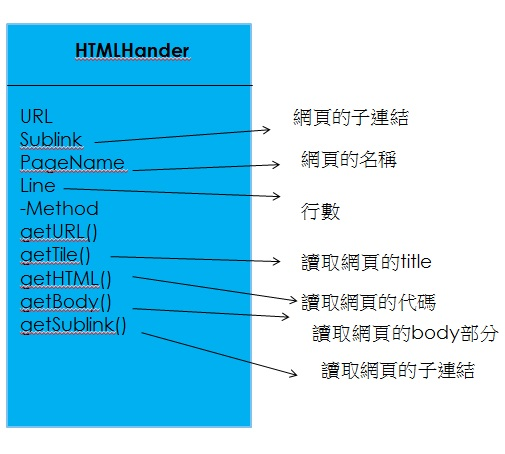 HTMLHander
URL
Sublink
網頁的子連結
PageName
網頁的名稱
Line
行數
-Method
getURL()
getTile()
讀取網頁的title
getHTML()
讀取網頁的代碼
getBody()
讀取網頁的body部分
getSublink()
讀取網頁的子連結